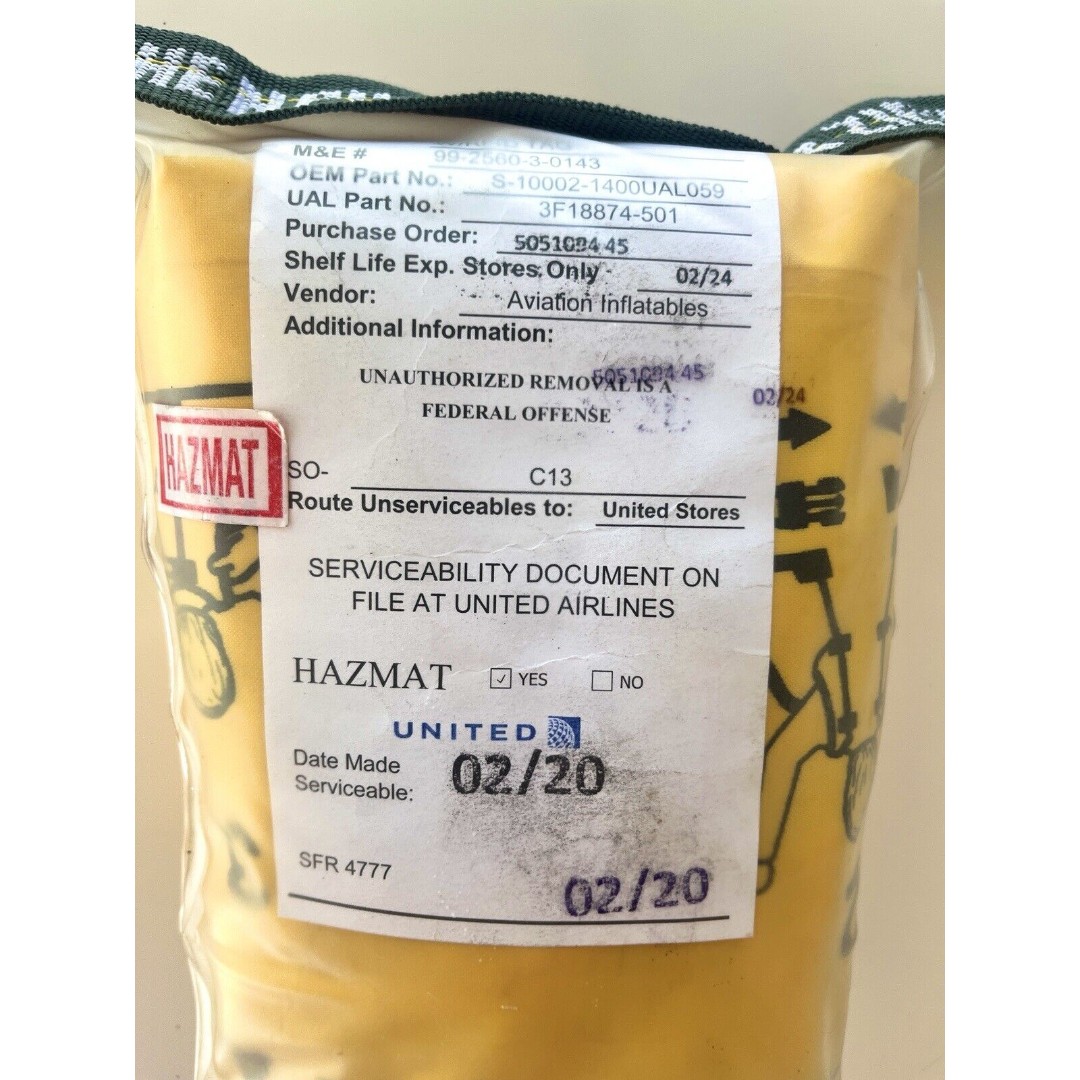 M&E # 99-2560-3-0143
OEM Part No.: S-10002-1400UAL059
UAL Part No.: 3F18874-501
Purchase Order: 5051094 45
Shelf Life Exp. Stores Only 02/24
Vendor: Aviation Inflatables
Additional Information:
5051094 45
UNAUTHORIZED REMOVAL IS A
02/24
FEDERAL OFFENSE
HAZMAT
SO- C13
Route Unserviceables to: United Stores
SERVICEABILITY DOCUMENT ON
FILE AT UNITED AIRLINES
HAZMAT ✓ YES NO
UNITED
Date Made
Serviceable: 02/20
SFR 4777
02/20